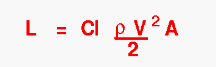 L = Cl ρ V² A
2